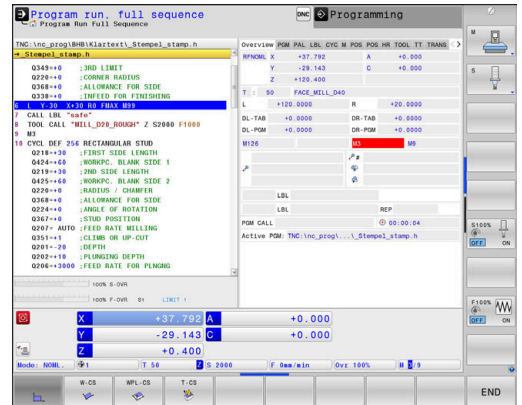 Program run, full sequence
DNC
Programming
Program Run Full Sequence
TNC:\nc_prog\BHB\Klartext\_Stempel_stamp.h
→_Stempel_stamp.h
Q349=+0 ;3RD LIMIT
Q220=+0 ;CORNER RADIUS
Q368=+0 ;ALLOWANCE FOR SIDE
Q338=+0 ;INFEED FOR FINISHING
6 L Y-30 X+30 R0 FMAX M99
7 CALL LBL "safe"
8 TOOL CALL "MILL_D20_ROUGH" Z S2000 F1000
9 M3
10 CYCL DEF 256 RECTANGULAR STUD
Q218=+30 ;FIRST SIDE LENGTH
Q424=+60 ;WORKPC. BLANK SIDE 1
Q219=+30 ;2ND SIDE LENGTH
Q425=+60 ;WORKPC. BLANK SIDE 2
Q220=+0 ;RADIUS / CHAMFER
Q368=+0 ;ALLOWANCE FOR SIDE
Q224=+0 ;ANGLE OF ROTATION
Q367=+0 ;STUD POSITION
Q207= AUTO ;FEED RATE MILLING
Q351=+1 ;CLIMB OR UP-CUT
Q201=-20 ;DEPTH
Q202=+10 ;PLUNGING DEPTH
Q206=+3000 ;FEED RATE FOR PLNGNG
100% S-OVR
100% F-OVR S1 LIMIT 1
Overview PGM PAL LBL CYC M POS POS HR TOOL TT TRANS
RFNOML X +37.792 A +0.000
Y -29.143 C +0.000
Z +120.400
T : 50 FACE_MILL_D40
L +120.0000 R +20.0000
DL-TAB +0.0000 DR-TAB +0.0000
DL-PGM +0.0000 DR-PGM +0.0000
M126 M3 M9
P#
LBL
LBL REP
PGM CALL 00:00:04
Active PGM: TNC:\nc_prog\...\_Stempel_stamp.h
X +37.792 A +0.000
Y -29.143 C +0.000
Z +0.400
Mode: NOML. 1 T 50 Z S 2000 F 0mm/min Ovr 100% M 3/9
W-CS WPL-CS T-CS
END
M
S
S100%
OFF ON
F100%
OFF ON